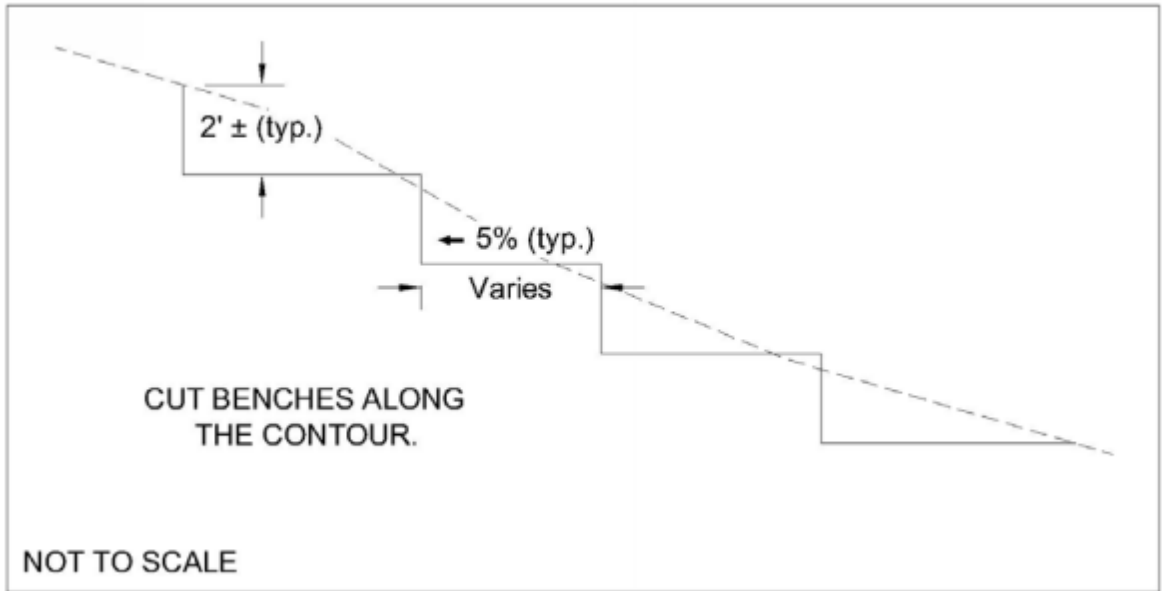 2' ± (typ.)
5% (typ.)
Varies
CUT BENCHES ALONG
THE CONTOUR.
NOT TO SCALE